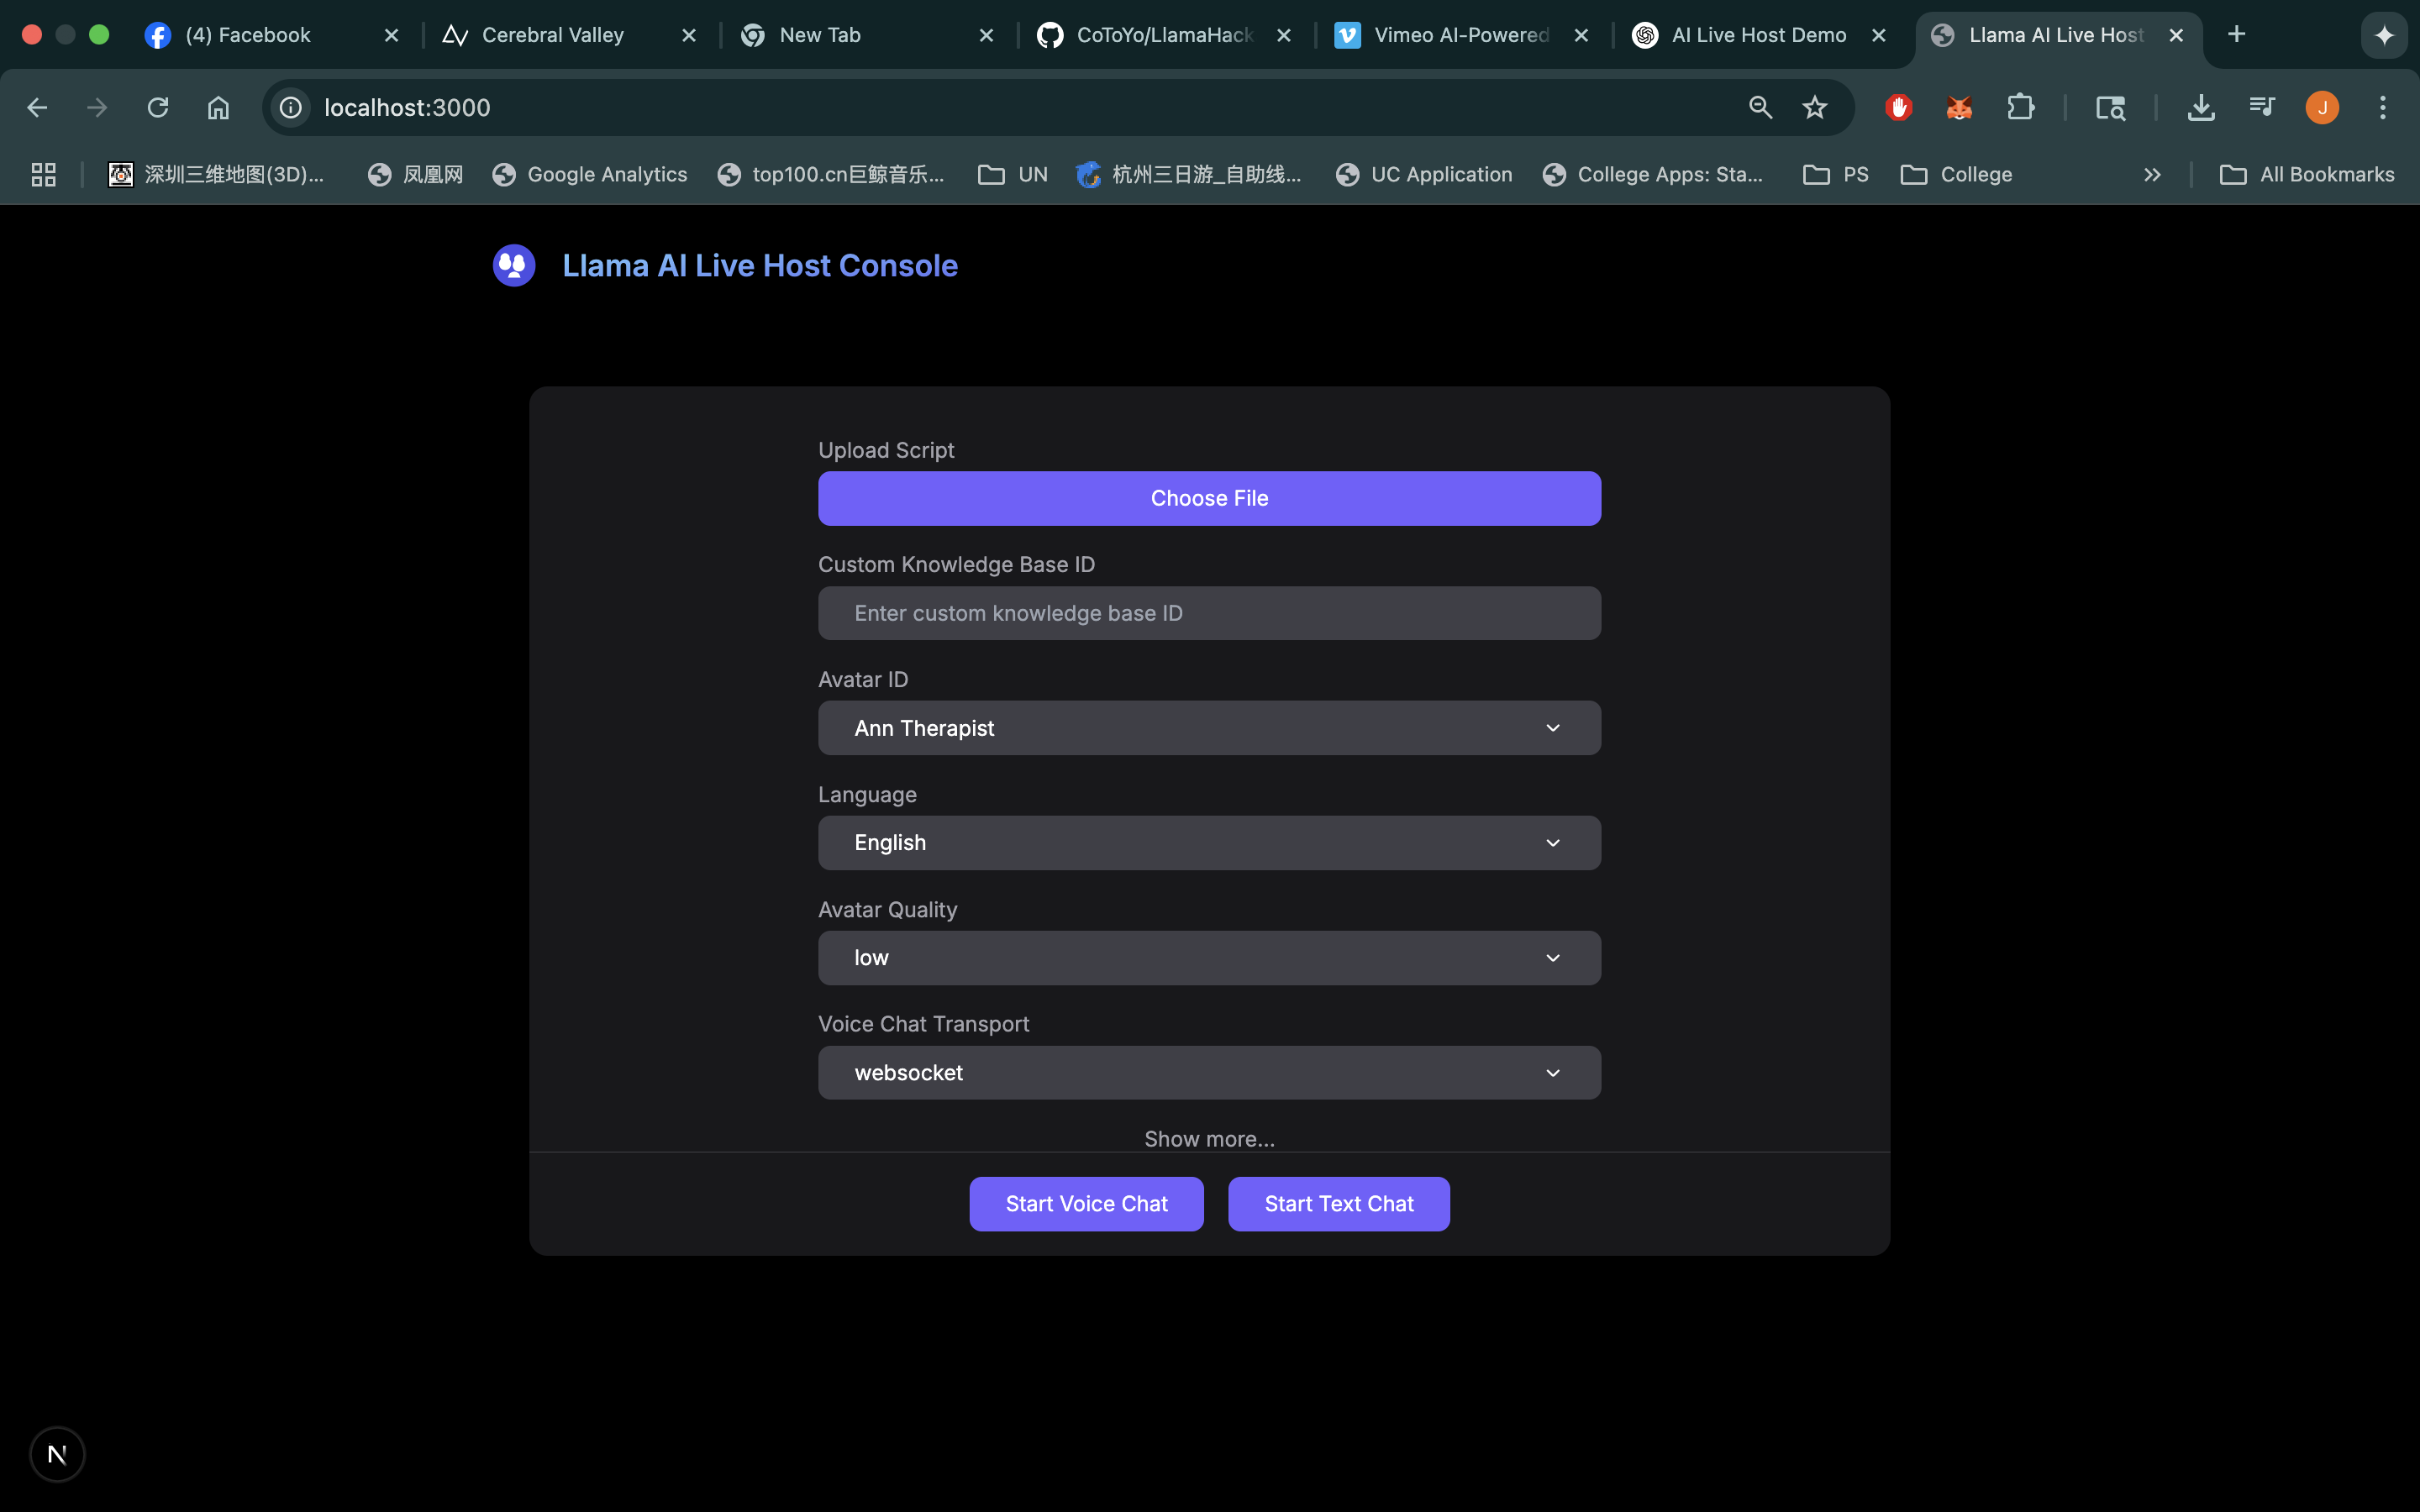 (4) Facebook
Cerebral Valley
New Tab
CoToYo/LlamaHack
Vimeo AI-Powered
AI Live Host Demo
Llama AI Live Host
localhost:3000
J
深圳三维地图(3D)...
凤凰网
Google Analytics
top100.cn巨鲸音乐...
UN
杭州三日游_自助线...
UC Application
College Apps: Sta...
PS
College
All Bookmarks
Llama AI Live Host Console
Upload Script
Choose File
Custom Knowledge Base ID
Enter custom knowledge base ID
Avatar ID
Ann Therapist
Language
English
Avatar Quality
low
Voice Chat Transport
websocket
Show more...
Start Voice Chat
Start Text Chat
N